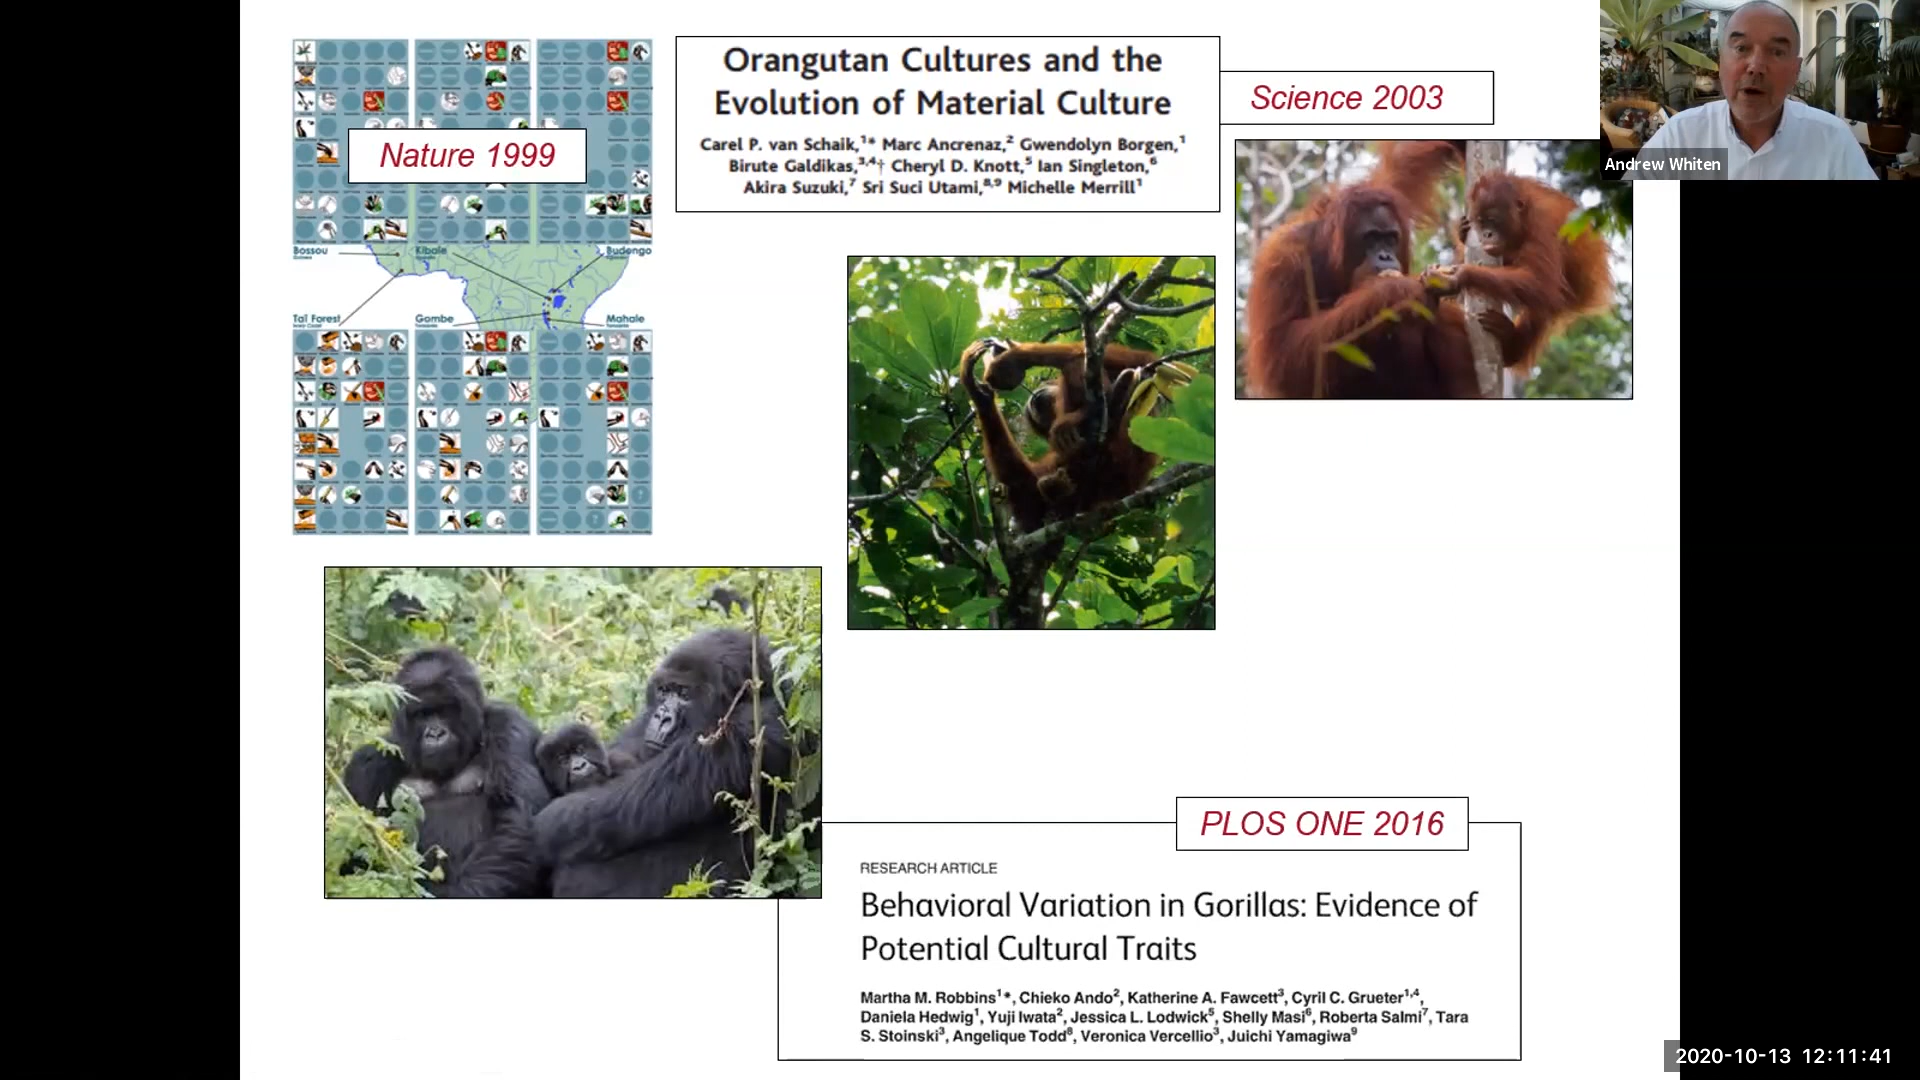 Nature 1999
Bossou
Kibale
Budongo
Taï Forest
Gombe
Mahale
Orangutan Cultures and the
Evolution of Material Culture
Carel P. van Schaik,¹* Marc Ancrenaz,² Gwendolyn Borgen,¹
Birute Galdikas,³,⁴† Cheryl D. Knott,⁵ Ian Singleton,⁶
Akira Suzuki,⁷ Sri Suci Utami,⁸,⁹ Michelle Merrill¹
Science 2003
Andrew Whiten
PLOS ONE 2016
RESEARCH ARTICLE
Behavioral Variation in Gorillas: Evidence of
Potential Cultural Traits
Martha M. Robbins¹*, Chieko Ando², Katherine A. Fawcett³, Cyril C. Grueter¹,⁴,
Daniela Hedwig¹, Yuji Iwata², Jessica L. Lodwick⁵, Shelly Masi⁶, Roberta Salmi⁷, Tara
S. Stoinski³, Angelique Todd⁸, Veronica Vercellio³, Juichi Yamagiwa⁹
2020-10-13 12:11:41